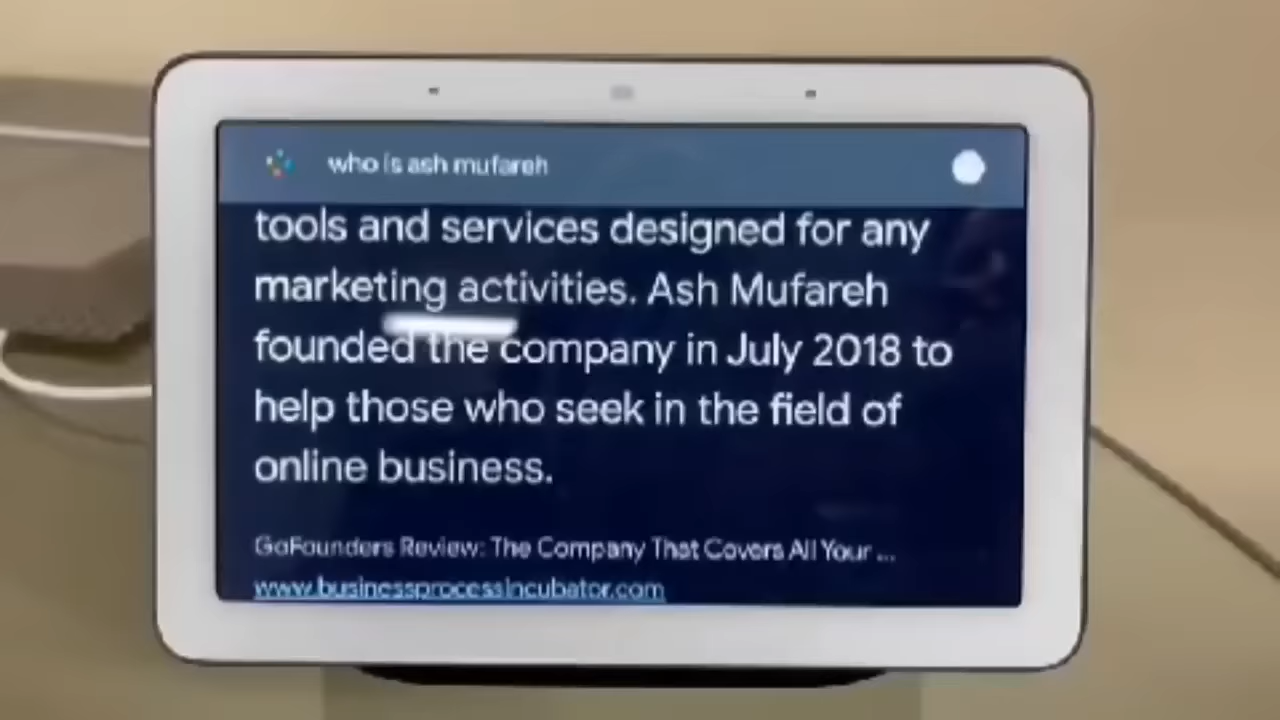 who is ash mufareh
tools and services designed for any
marketing activities. Ash Mufareh
founded the company in July 2018 to
help those who seek in the field of
online business.
GoFounders Review: The Company That Covers All Your ...
www.businessprocessincubator.com